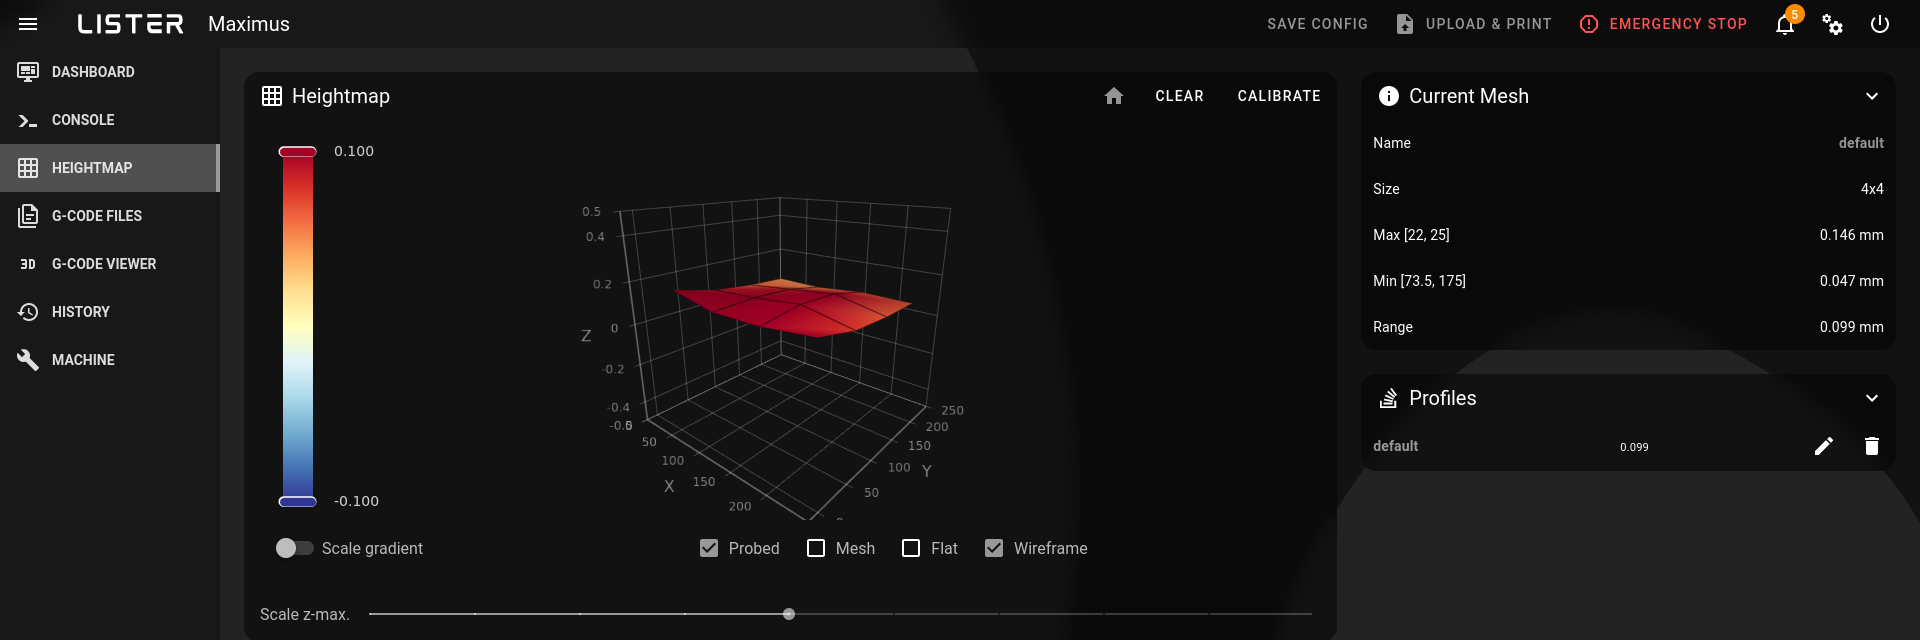 LISTER
Maximus
SAVE CONFIG
UPLOAD & PRINT
EMERGENCY STOP
5
DASHBOARD
CONSOLE
HEIGHTMAP
G-CODE FILES
3D
G-CODE VIEWER
HISTORY
MACHINE
Heightmap
CLEAR
CALIBRATE
0.100
-0.100
0.5
0.4
0.2
0
-0.2
-0.4
Z
50
100
150
200
X
50
100
150
200
250
Y
Scale gradient
Probed
Mesh
Flat
Wireframe
Scale z-max.
Current Mesh
Name default
Size 4x4
Max [22, 25] 0.146 mm
Min [73.5, 175] 0.047 mm
Range 0.099 mm
Profiles
default 0.099